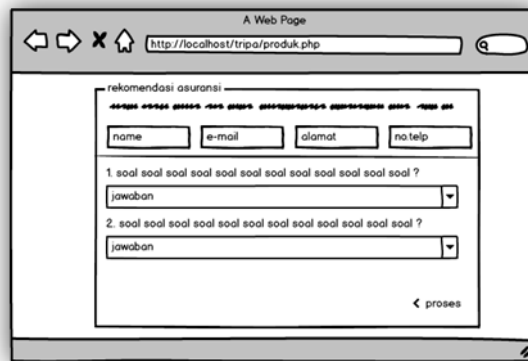 A Web Page
http://localhost/tripa/produk.php
rekomendasi asuransi
name e-mail alamat no.telp
1. soal soal soal soal soal soal soal soal soal soal soal soal ?
jawaban
2. soal soal soal soal soal soal soal soal soal soal soal soal ?
jawaban
< proses